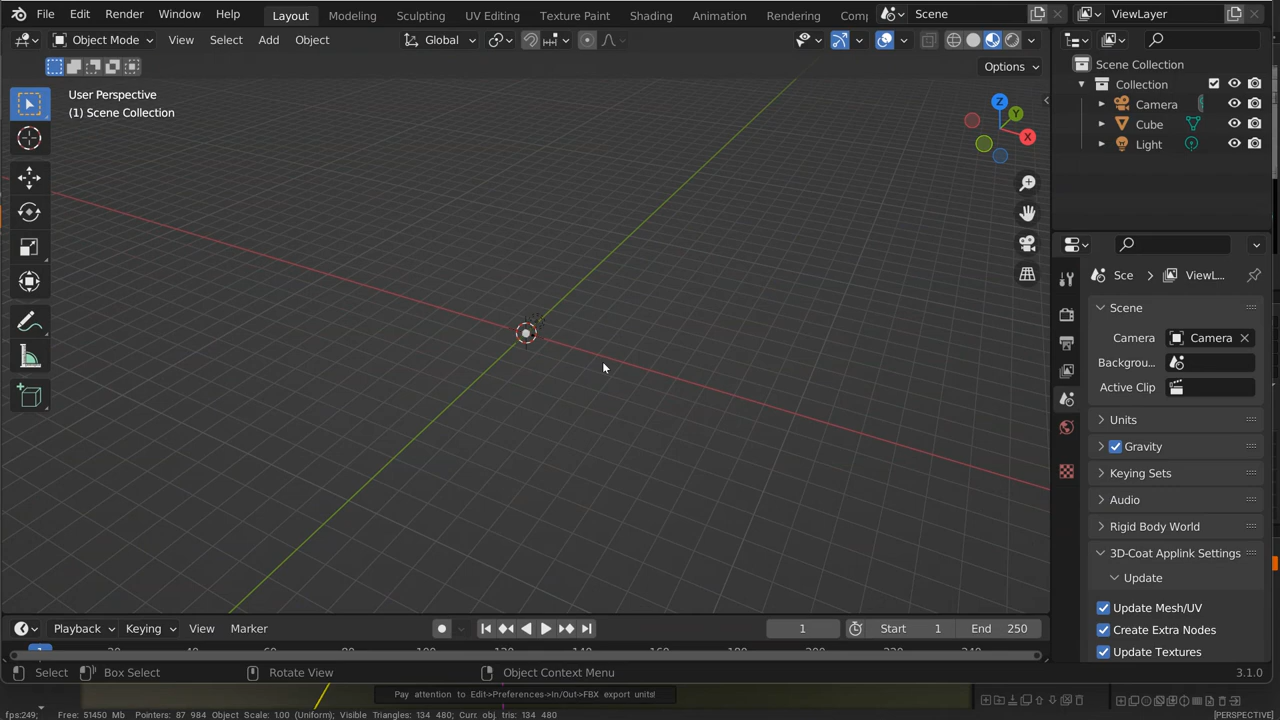 File Edit Render Window Help Layout Modeling Sculpting UV Editing Texture Paint Shading Animation Rendering Comp Scene ViewLayer
Object Mode View Select Add Object Global
Options
User Perspective
(1) Scene Collection
Z
Y
X
Scene Collection
Collection
Camera
Cube
Light
Sce ViewL...
Scene
Camera Camera
Backgrou...
Active Clip
Units
Gravity
Keying Sets
Audio
Rigid Body World
3D-Coat Applink Settings
Update
Update Mesh/UV
Create Extra Nodes
Update Textures
Playback Keying View Marker 1 Start 1 End 250
1 20
Select Box Select Rotate View Object Context Menu 3.1.0
Pay attention to Edit->Preferences->In/Out->FBX export units!
fps:249; Free: 51450 Mb Pointers: 87 984 Object Scale: 1.00 (Uniform); Visible Triangles: 134 480; Curr. obj. tris: 134 480; [PERSPECTIVE]